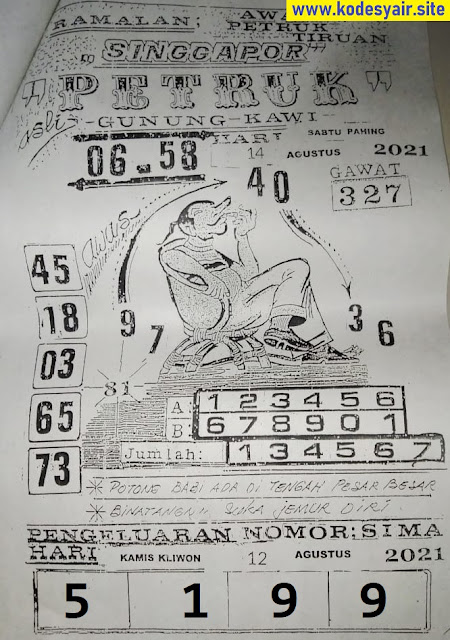 www.kodesyair.site
RAMALAN; AWAS
PETRUK
TIRUAN
"SINGGAPOR"
"PETRUK"
asli -GUNUNG-KAWI-
HARI SABTU PAHING
06-58 14 AGUSTUS 2021
GAWAT
327
40
awas
45
18
03
65
73
9
7
3
6
81
A: 1 2 3 4 5 6
B 6 7 8 9 0 1
Jumlah: 1 3 4 5 6 7
* POTONG BABI ADA DI TENGAH PESAR BESAR
* BINATANGNYA SUKA JEMUR DIRI.
PENGELUARAN NOMOR: SIMA
HARI KAMIS KLIWON 12 AGUSTUS 2021
5 1 9 9